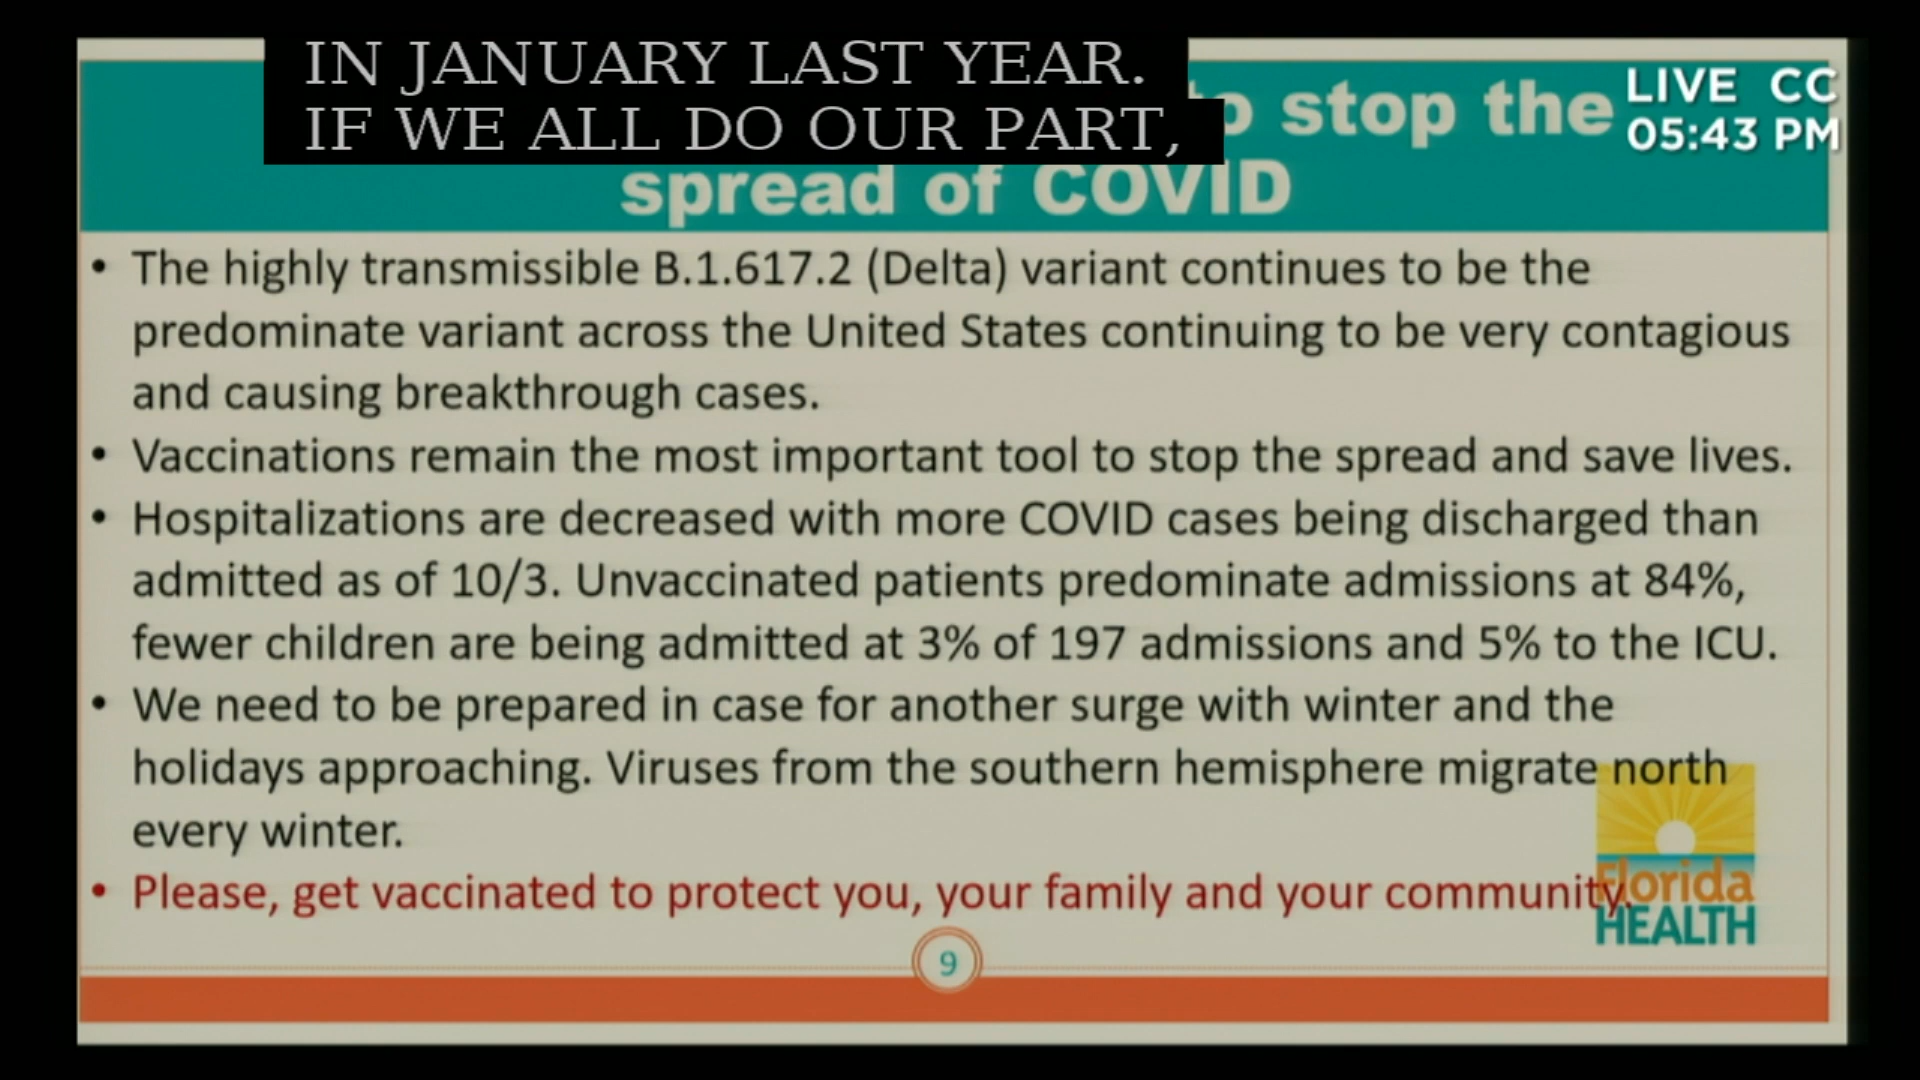 IN JANUARY LAST YEAR.
IF WE ALL DO OUR PART,
to stop the
spread of COVID
LIVE CC
05:43 PM
• The highly transmissible B.1.617.2 (Delta) variant continues to be the
predominate variant across the United States continuing to be very contagious
and causing breakthrough cases.
• Vaccinations remain the most important tool to stop the spread and save lives.
• Hospitalizations are decreased with more COVID cases being discharged than
admitted as of 10/3. Unvaccinated patients predominate admissions at 84%,
fewer children are being admitted at 3% of 197 admissions and 5% to the ICU.
• We need to be prepared in case for another surge with winter and the
holidays approaching. Viruses from the southern hemisphere migrate north
every winter.
• Please, get vaccinated to protect you, your family and your community.
Florida
HEALTH
9